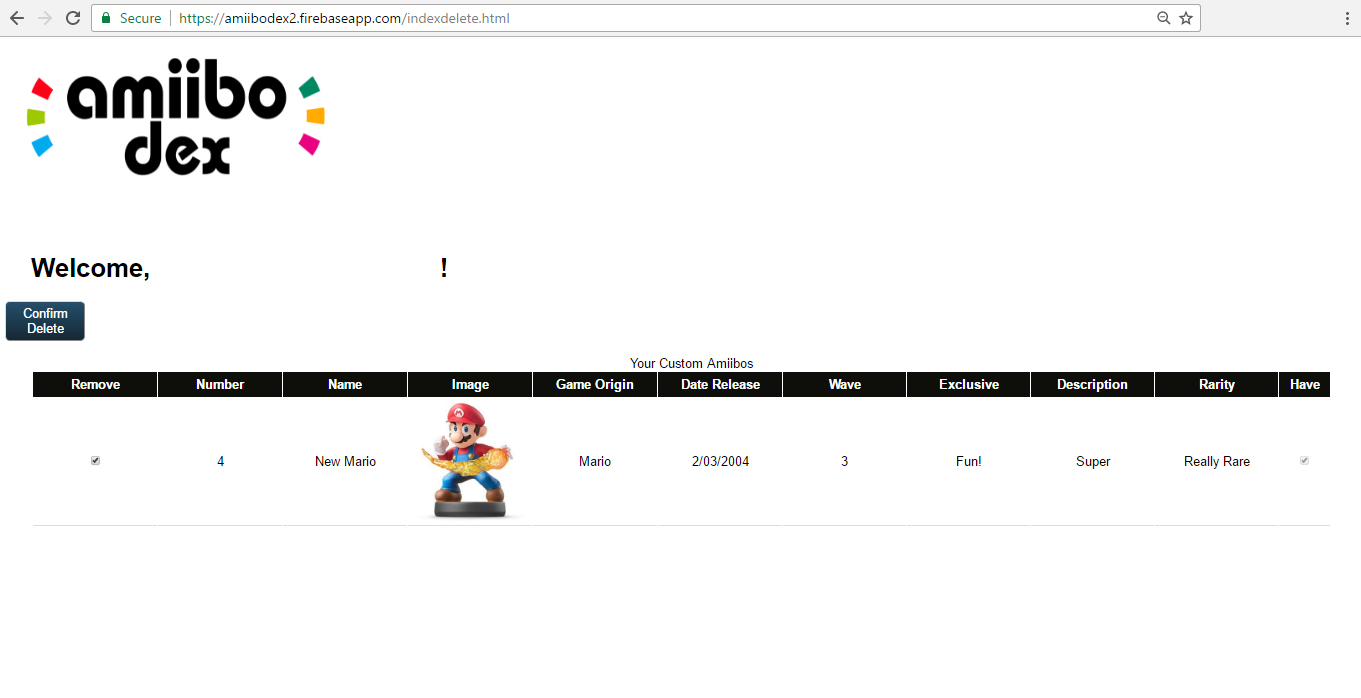 Secure https://amiibodex2.firebaseapp.com/indexdelete.html
amiibo
dex
Welcome, !
Confirm
Delete
Your Custom Amiibos
Remove Number Name Image Game Origin Date Release Wave Exclusive Description Rarity Have
4 New Mario Mario 2/03/2004 3 Fun! Super Really Rare